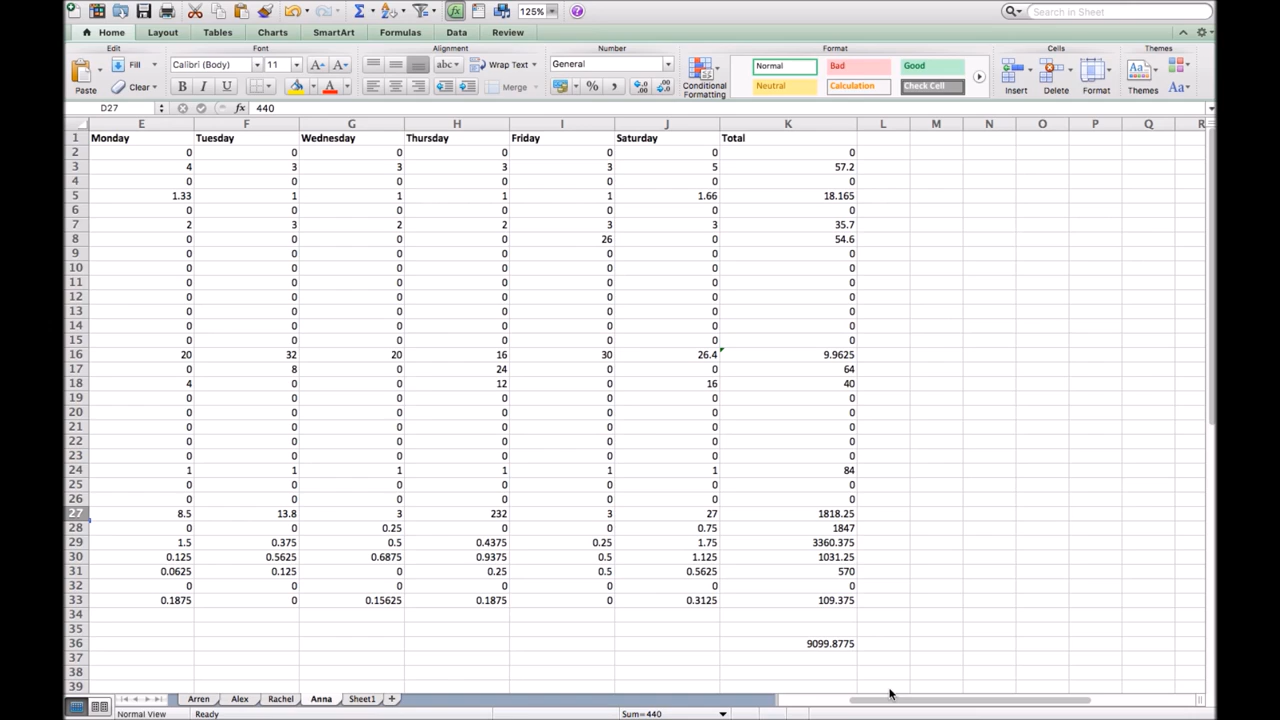 125%
Search in Sheet
Home Layout Tables Charts SmartArt Formulas Data Review
Edit Font Alignment Number Format Cells Themes
Paste Fill Clear Calibri (Body) 11 abc Wrap Text Merge General Conditional Formatting Normal Bad Good Neutral Calculation Check Cell Insert Delete Format Themes Aa
B I U A A A % ,
D27 fx 440
E F G H I J K L M N O P Q R
1 Monday Tuesday Wednesday Thursday Friday Saturday Total
2 0 0 0 0 0 0 0
3 4 3 3 3 3 5 57.2
4 0 0 0 0 0 0 0
5 1.33 1 1 1 1 1.66 18.165
6 0 0 0 0 0 0 0
7 2 3 2 2 3 3 35.7
8 0 0 0 0 26 0 54.6
9 0 0 0 0 0 0 0
10 0 0 0 0 0 0 0
11 0 0 0 0 0 0 0
12 0 0 0 0 0 0 0
13 0 0 0 0 0 0 0
14 0 0 0 0 0 0 0
15 0 0 0 0 0 0 0
16 20 32 20 16 30 26.4 9.9625
17 0 8 0 24 0 0 64
18 4 0 0 12 0 16 40
19 0 0 0 0 0 0 0
20 0 0 0 0 0 0 0
21 0 0 0 0 0 0 0
22 0 0 0 0 0 0 0
23 0 0 0 0 0 0 0
24 1 1 1 1 1 1 84
25 0 0 0 0 0 0 0
26 0 0 0 0 0 0 0
27 8.5 13.8 3 232 3 27 1818.25
28 0 0 0.25 0 0 0.75 1847
29 1.5 0.375 0.5 0.4375 0.25 1.75 3360.375
30 0.125 0.5625 0.6875 0.9375 0.5 1.125 1031.25
31 0.0625 0.125 0 0.25 0.5 0.5625 570
32 0 0 0 0 0 0 0
33 0.1875 0 0.15625 0.1875 0 0.3125 109.375
34
35
36 9099.8775
37
38
39
Arren Alex Rachel Anna Sheet1
Normal View Ready Sum=440